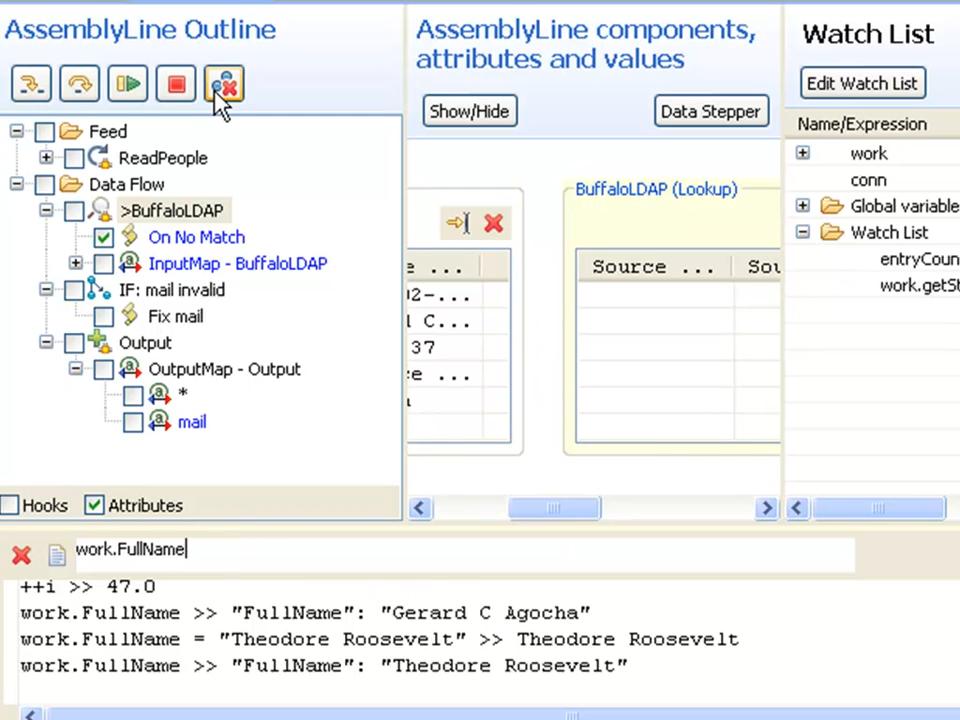 AssemblyLine Outline
Feed
ReadPeople
Data Flow
>BuffaloLDAP
On No Match
InputMap - BuffaloLDAP
IF: mail invalid
Fix mail
Output
OutputMap - Output
*
mail
Hooks
Attributes
AssemblyLine components,
attributes and values
Show/Hide
Data Stepper
e ...
02-...
l C...
37
ce ...
BuffaloLDAP (Lookup)
Source ... Sou
Watch List
Edit Watch List
Name/Expression
work
conn
Global variable
Watch List
entryCoun
work.getSt
work.FullName
++i >> 47.0
work.FullName >> "FullName": "Gerard C Agocha"
work.FullName = "Theodore Roosevelt" >> Theodore Roosevelt
work.FullName >> "FullName": "Theodore Roosevelt"